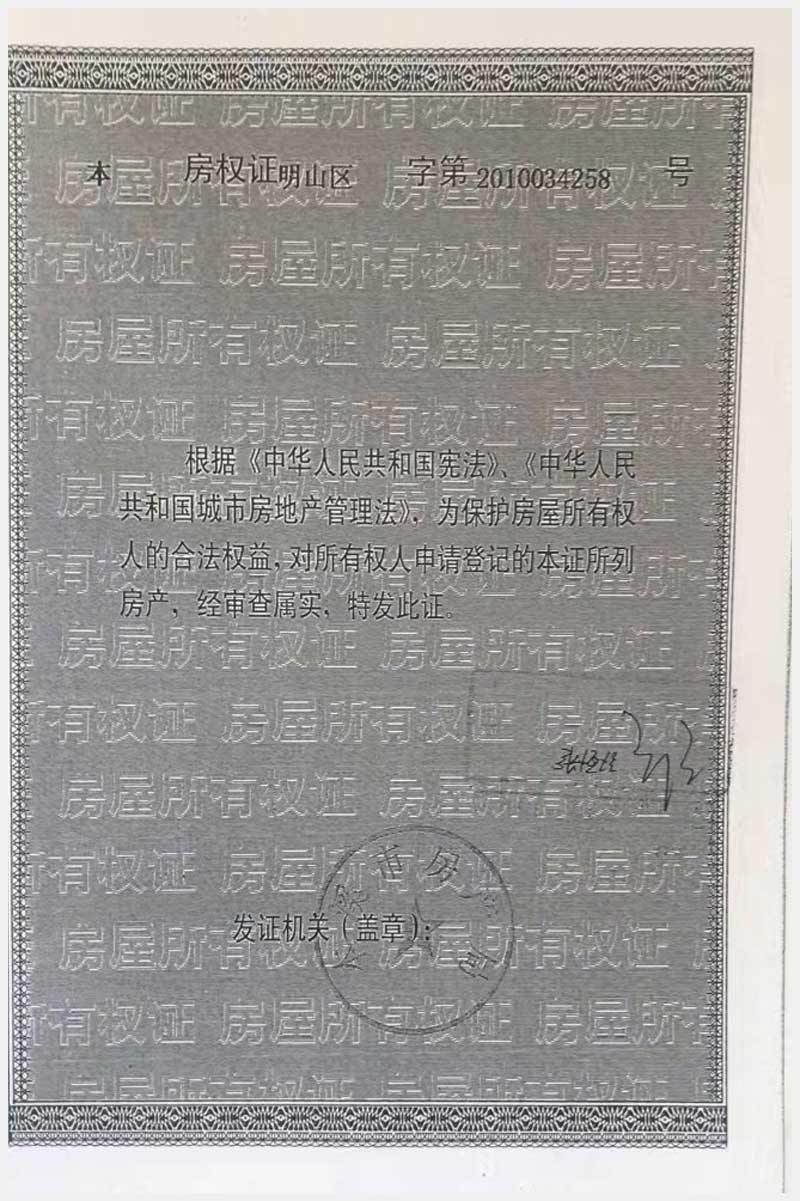 本 房权证明山区 字第2010034258 号
根据《中华人民共和国宪法》、《中华人民
共和国城市房地产管理法》，为保护房屋所有权
人的合法权益，对所有权人申请登记的本证所列
房产，经审查属实，特发此证。
发证机关（盖章）：
市房产局